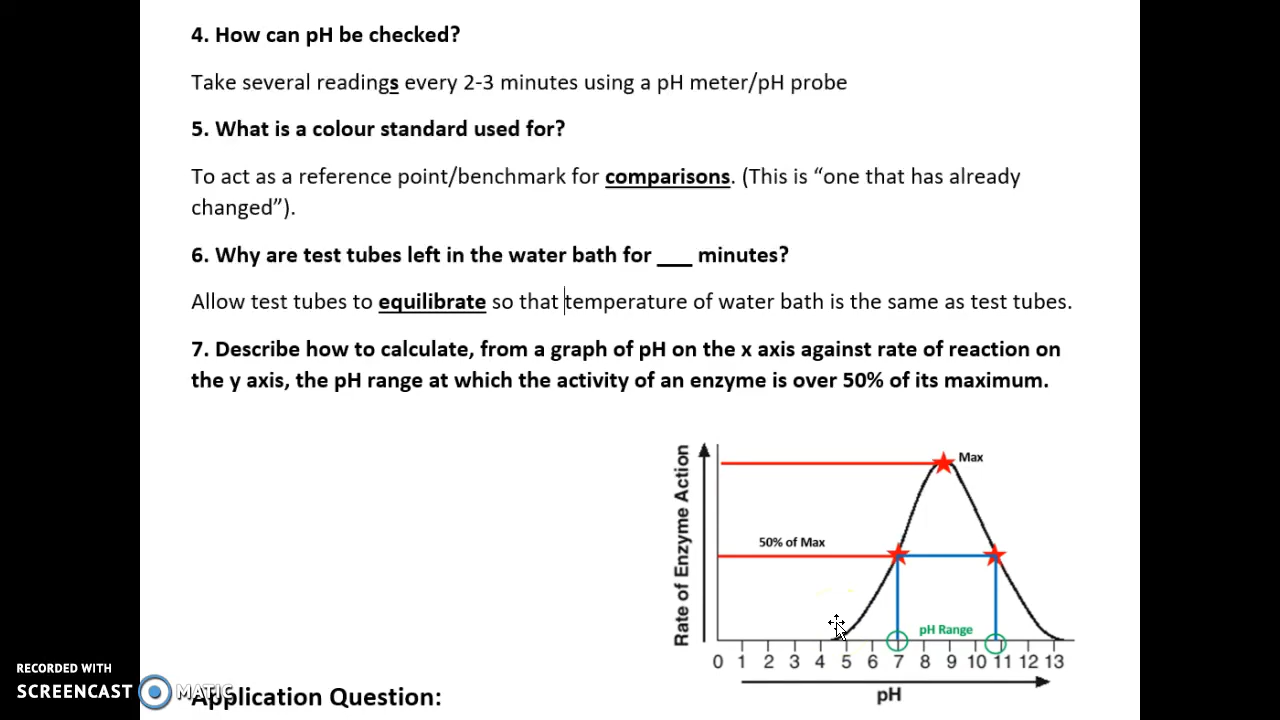 4. How can pH be checked?
Take several readings every 2-3 minutes using a pH meter/pH probe
5. What is a colour standard used for?
To act as a reference point/benchmark for comparisons. (This is “one that has already
changed”).
6. Why are test tubes left in the water bath for ___ minutes?
Allow test tubes to equilibrate so that temperature of water bath is the same as test tubes.
7. Describe how to calculate, from a graph of pH on the x axis against rate of reaction on
the y axis, the pH range at which the activity of an enzyme is over 50% of its maximum.
Max
50% of Max
Rate of Enzyme Action
pH Range
0 1 2 3 4 5 6 7 8 9 10 11 12 13
pH
RECORDED WITH
SCREENCAST MATIC
Application Question: